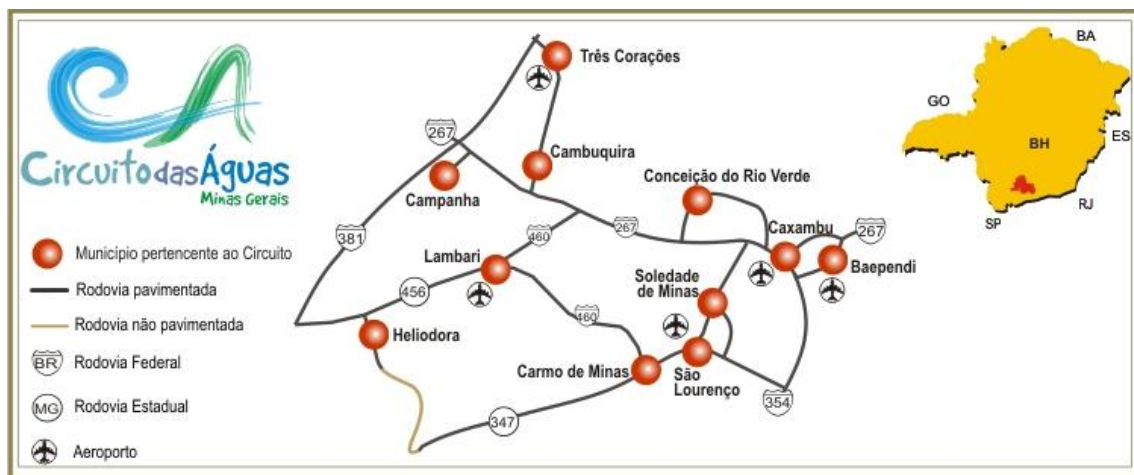 Circuito das Águas
Minas Gerais
Município pertencente ao Circuito
Rodovia pavimentada
Rodovia não pavimentada
BR
Rodovia Federal
MG
Rodovia Estadual
Aeroporto
Três Corações
267
Cambuquira
Campanha
Conceição do Rio Verde
381
460
267
Caxambu
267
Lambari
Baependi
456
Soledade
de Minas
460
Heliodora
Carmo de Minas
São
Lourenço
354
347
BA
GO
ES
BH
RJ
SP